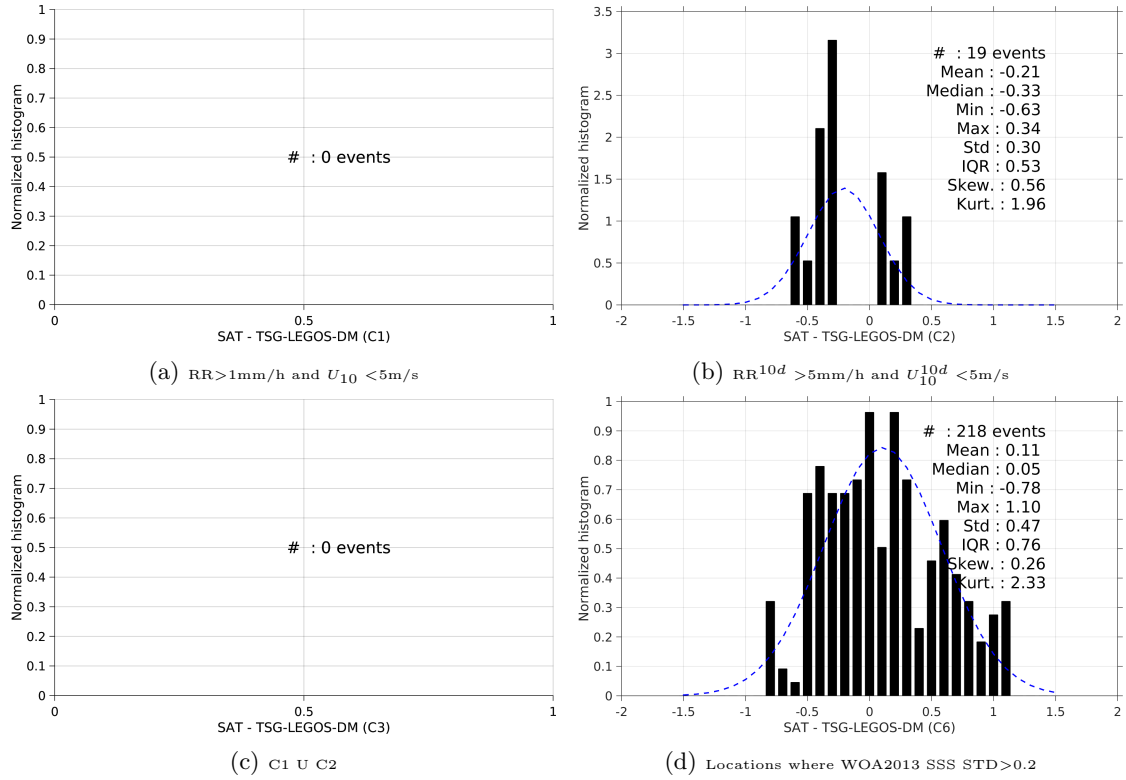 1
0.9
0.8
0.7
0.6
0.5
0.4
0.3
0.2
0.1
0
Normalized histogram
# : 0 events
0 0.5 1
SAT - TSG-LEGOS-DM (C1)
(a) RR>1mm/h and U10 <5m/s
3.5
3
2.5
2
1.5
1
0.5
0
Normalized histogram
# : 19 events
Mean : -0.21
Median : -0.33
Min : -0.63
Max : 0.34
Std : 0.30
IQR : 0.53
Skew. : 0.56
Kurt. : 1.96
-2 -1.5 -1 -0.5 0 0.5 1 1.5 2
SAT - TSG-LEGOS-DM (C2)
(b) RR^10d >5mm/h and U10^10d <5m/s
1
0.9
0.8
0.7
0.6
0.5
0.4
0.3
0.2
0.1
0
Normalized histogram
# : 0 events
0 0.5 1
SAT - TSG-LEGOS-DM (C3)
(c) C1 U C2
1
0.9
0.8
0.7
0.6
0.5
0.4
0.3
0.2
0.1
0
Normalized histogram
# : 218 events
Mean : 0.11
Median : 0.05
Min : -0.78
Max : 1.10
Std : 0.47
IQR : 0.76
Skew. : 0.26
Kurt. : 2.33
-2 -1.5 -1 -0.5 0 0.5 1 1.5 2
SAT - TSG-LEGOS-DM (C6)
(d) Locations where WOA2013 SSS STD>0.2